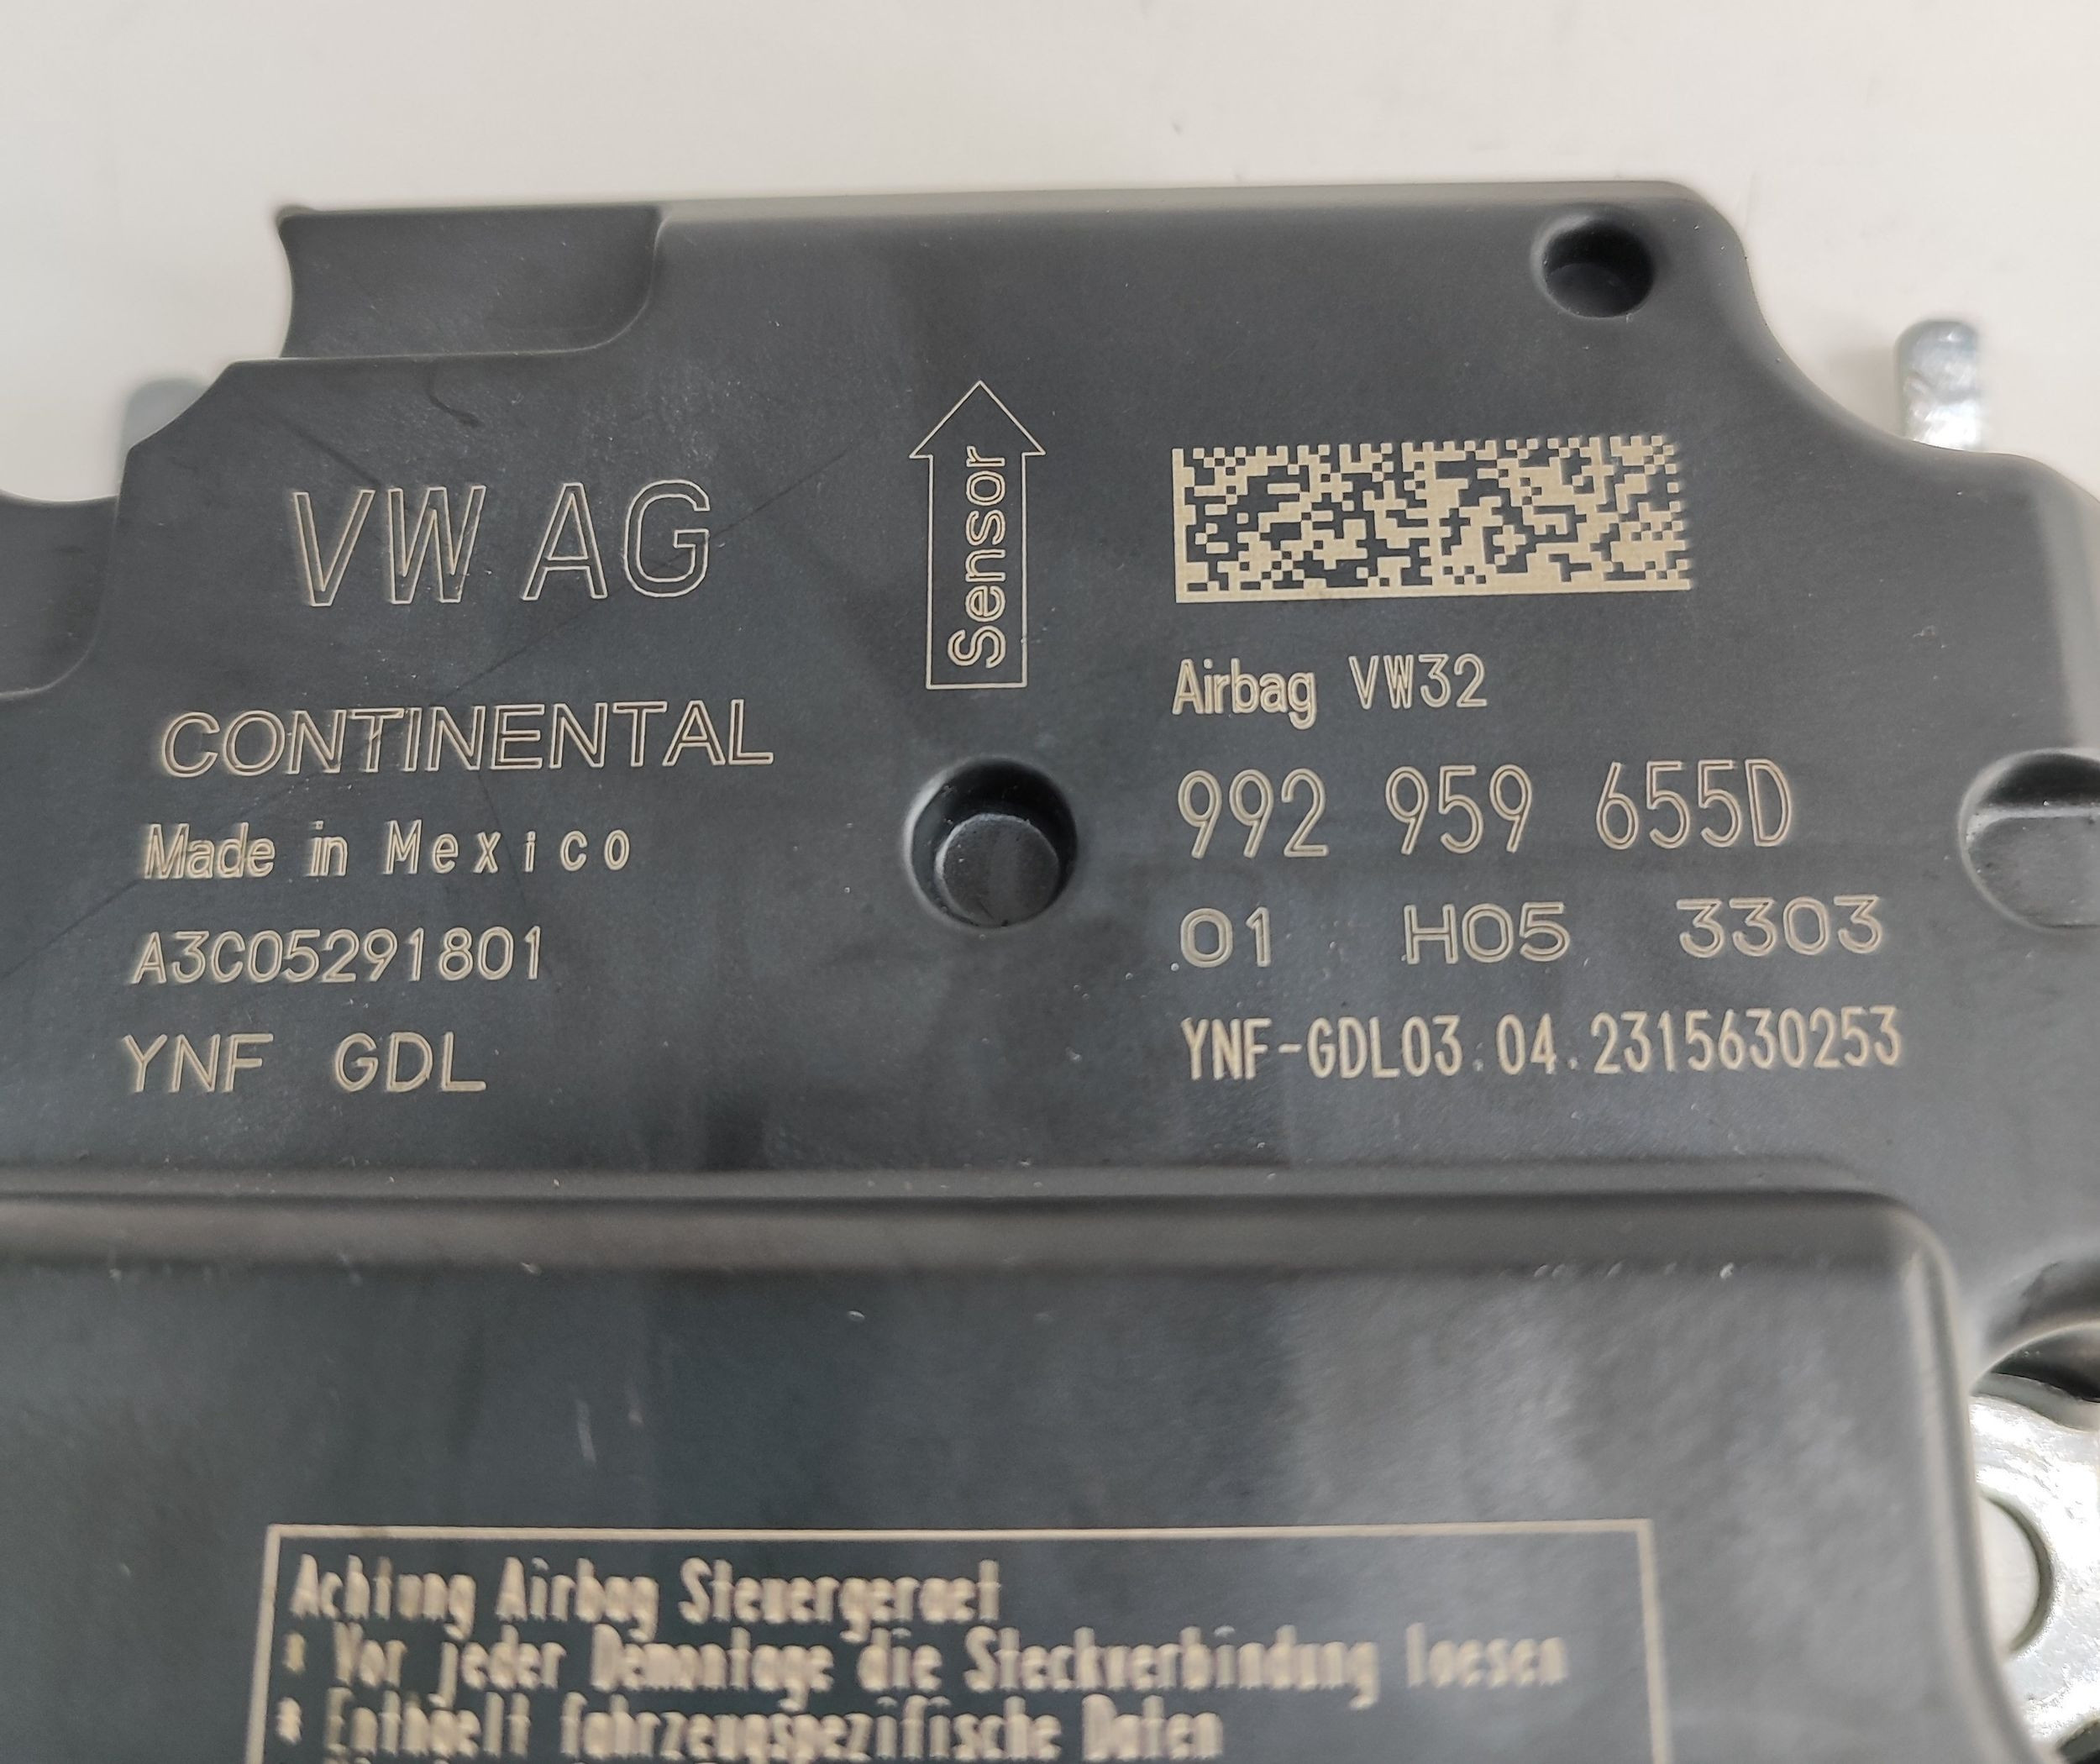 VW AG
CONTINENTAL
Made in Mexico
A3C05291801
YNF GDL
Sensor
Airbag VW32
992 959 655D
01 H05 3303
YNF-GDL03.04.2315630253
Achtung Airbag Steuergeraet
* Vor jeder Demontage die Steckverbindung loesen
* Enthaelt fahrzeugspezifische Daten